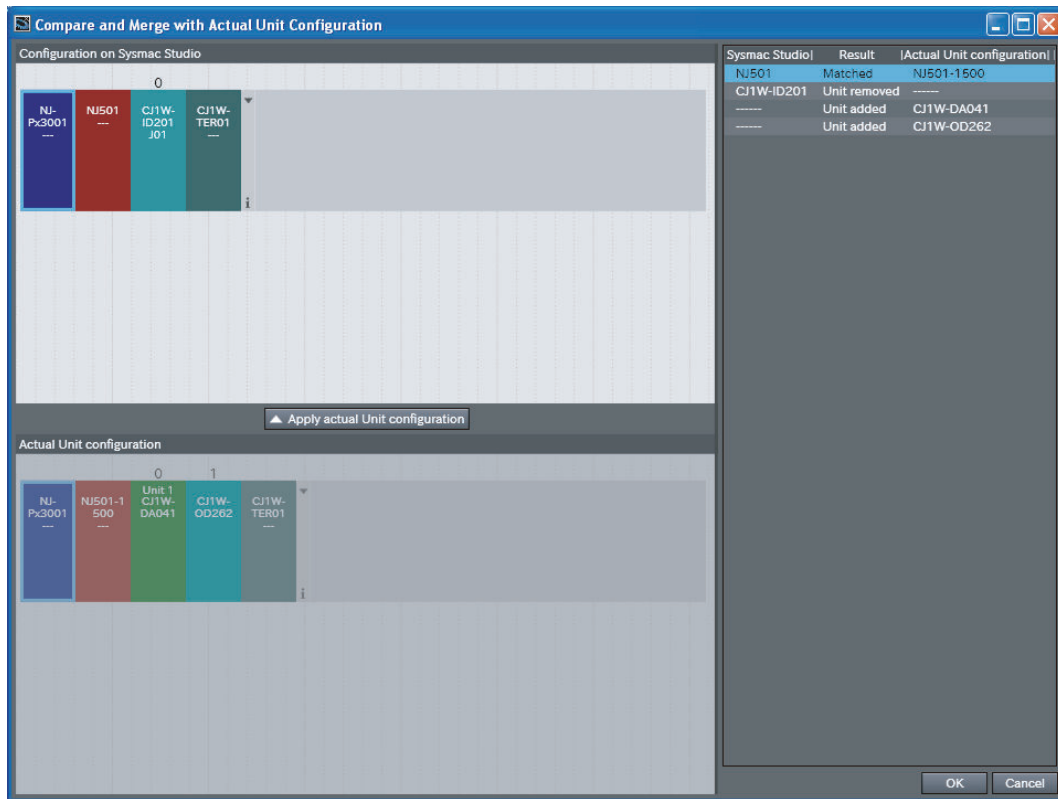 Compare and Merge with Actual Unit Configuration
Configuration on Sysmac Studio
0
NJ-
Px3001
---
NJ501
---
CJ1W-
ID201
J01
CJ1W-
TER01
---
i
Apply actual Unit configuration
Actual Unit configuration
0
1
NJ-
Px3001
---
NJ501-1
500
---
Unit 1
CJ1W-
DA041
CJ1W-
OD262
CJ1W-
TER01
---
i
Sysmac Studio| Result |Actual Unit configuration|
NJ501 Matched NJ501-1500
CJ1W-ID201 Unit removed ------
------ Unit added CJ1W-DA041
------ Unit added CJ1W-OD262
OK Cancel